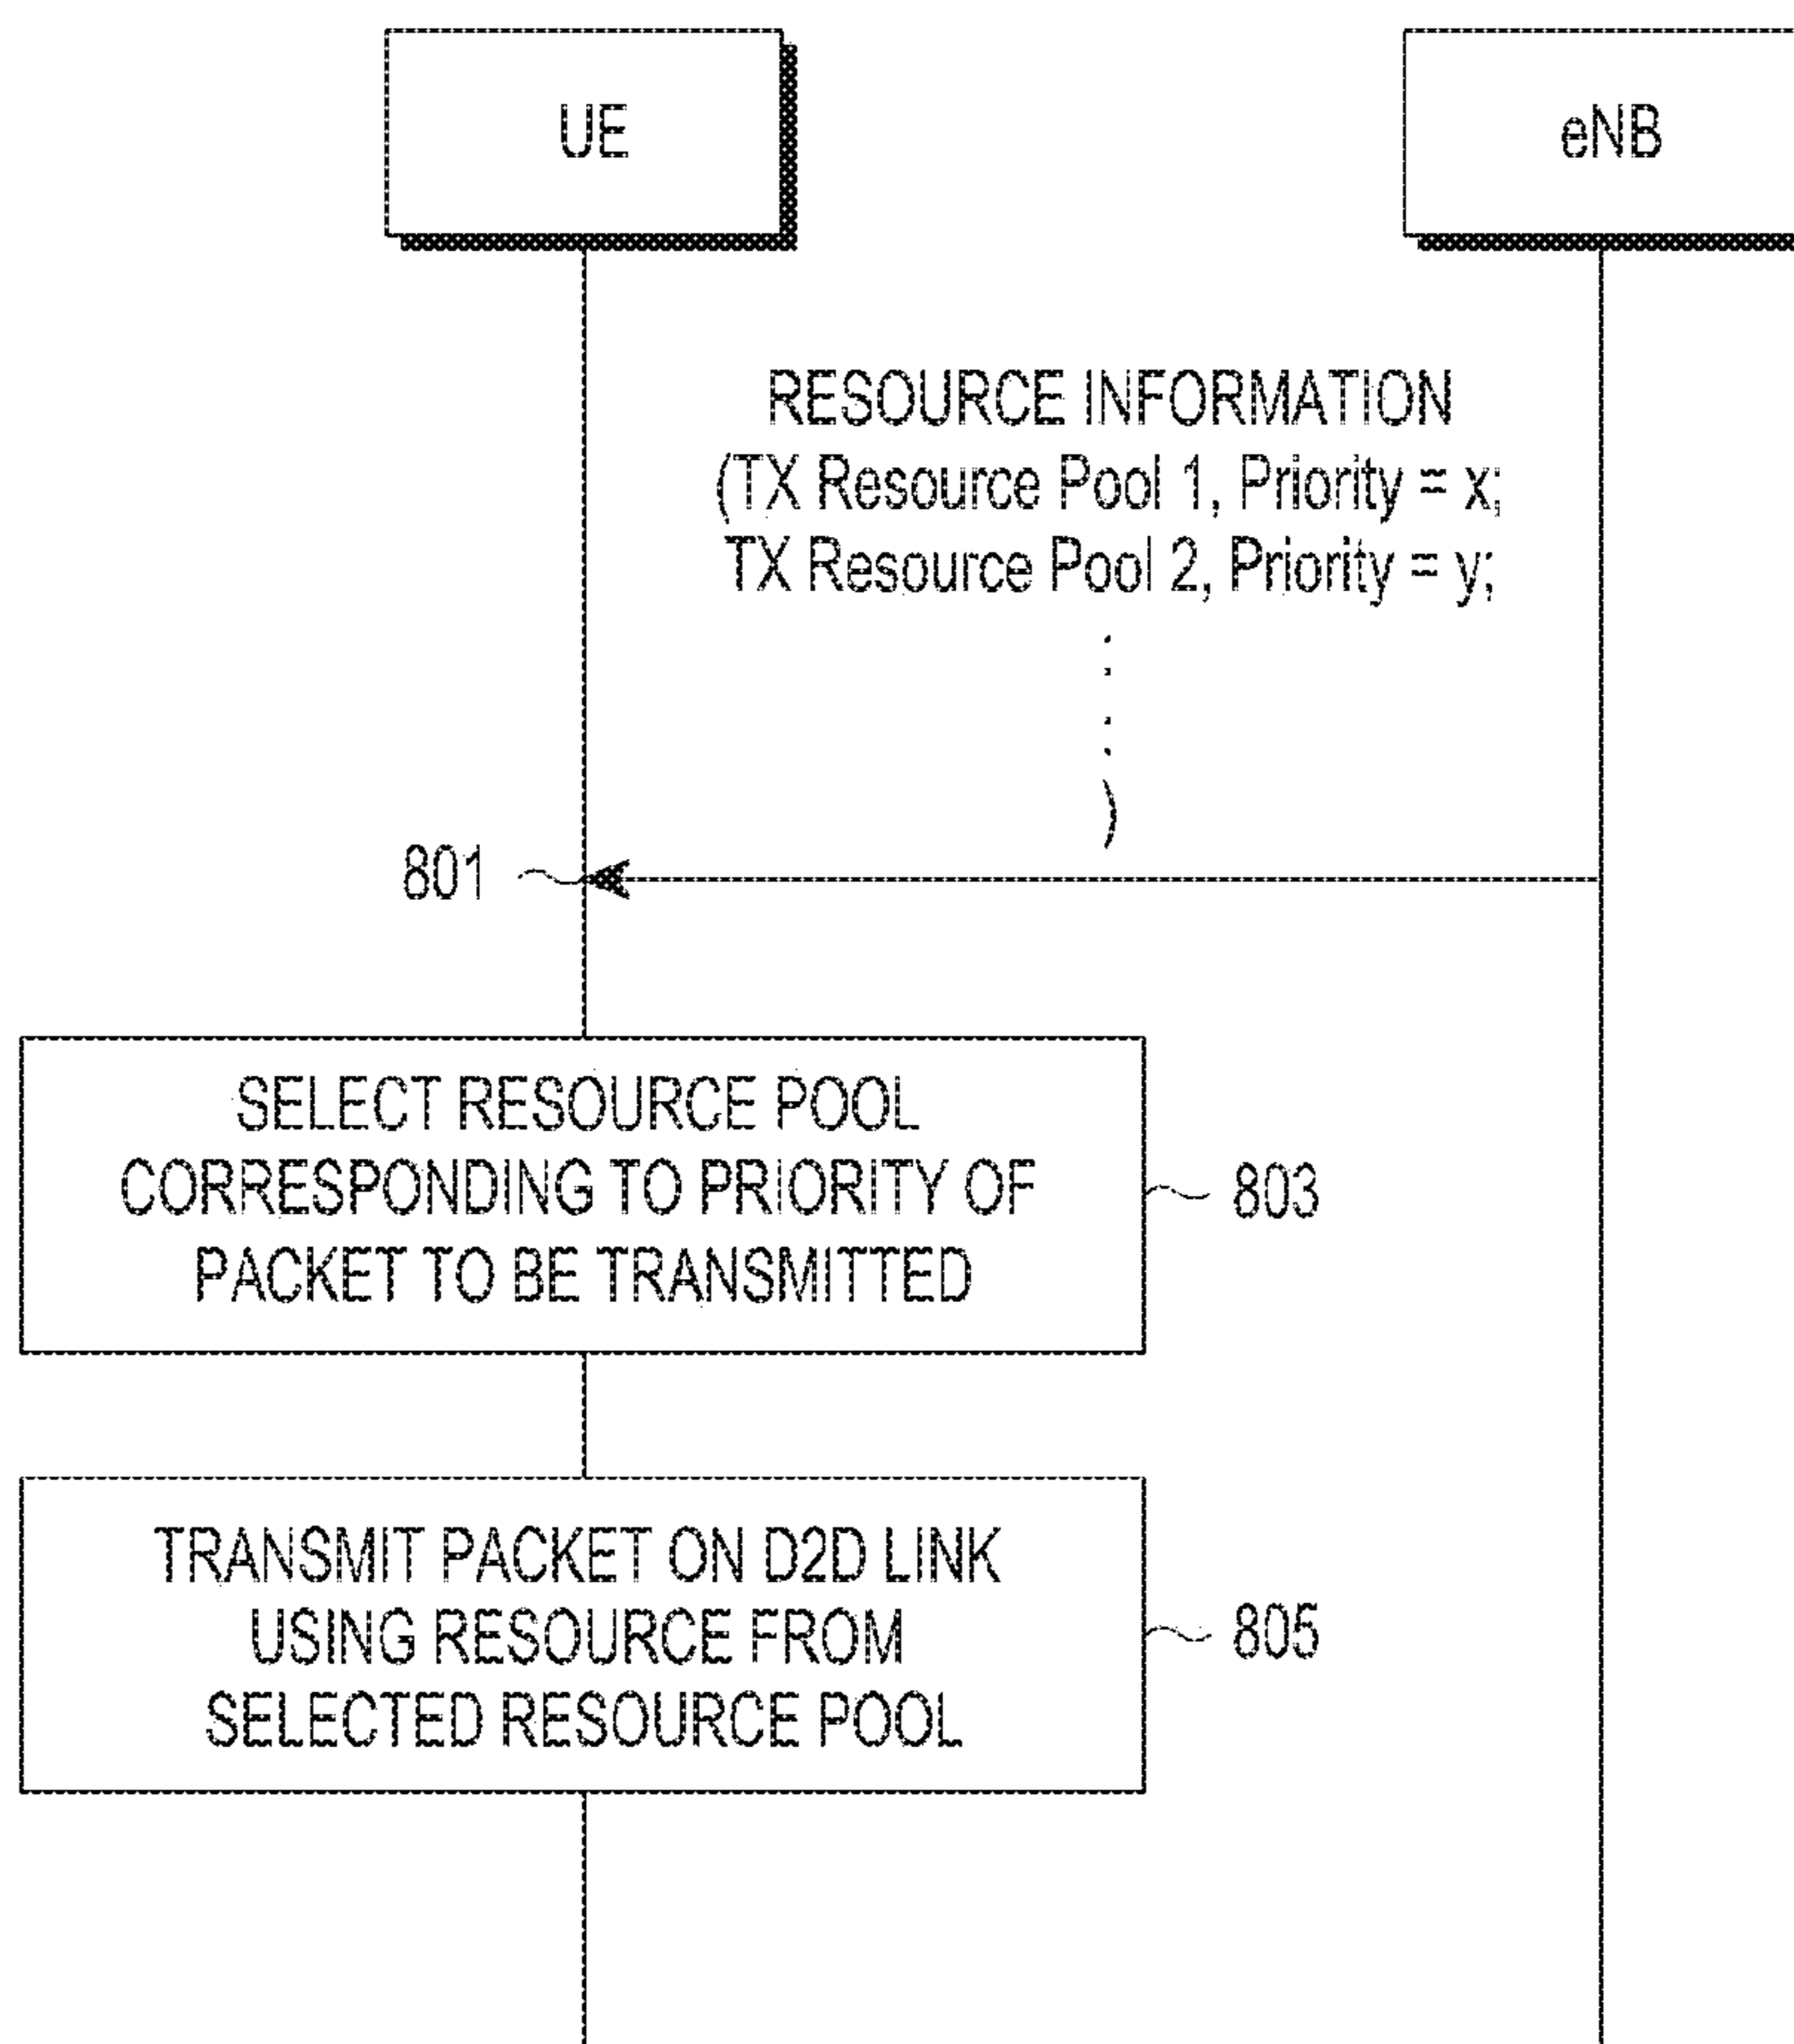 UE
eNB
RESOURCE INFORMATION
(TX Resource Pool 1, Priority = x;
TX Resource Pool 2, Priority = y;
)
801
SELECT RESOURCE POOL
CORRESPONDING TO PRIORITY OF
PACKET TO BE TRANSMITTED
803
TRANSMIT PACKET ON D2D LINK
USING RESOURCE FROM
SELECTED RESOURCE POOL
805